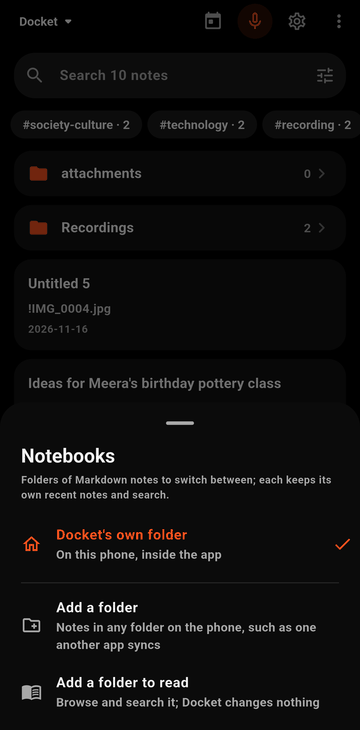 Docket
Search 10 notes
#society-culture · 2
#technology · 2
#recording · 2
attachments
0
Recordings
2
Untitled 5
!IMG_0004.jpg
2026-11-16
Ideas for Meera's birthday pottery class
Notebooks
Folders of Markdown notes to switch between; each keeps its
own recent notes and search.
Docket's own folder
On this phone, inside the app
Add a folder
Notes in any folder on the phone, such as one
another app syncs
Add a folder to read
Browse and search it; Docket changes nothing